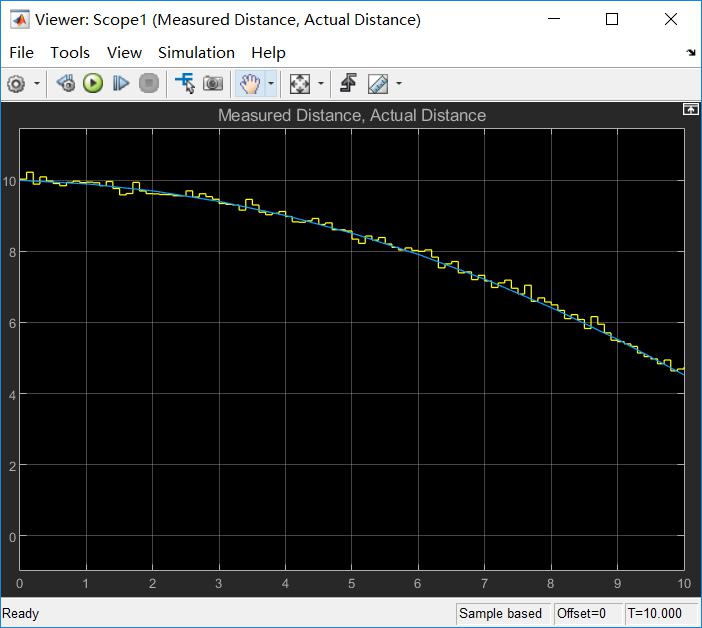 Viewer: Scope1 (Measured Distance, Actual Distance)
File Tools View Simulation Help
Measured Distance, Actual Distance
10
8
6
4
2
0
0 1 2 3 4 5 6 7 8 9 10
Ready Sample based Offset=0 T=10.000